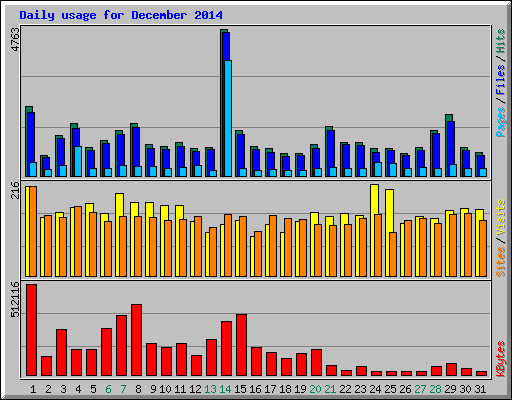 Daily usage for December 2014
4763
Pages / Files / Hits
216
Sites / Visits
512116
KBytes
1 2 3 4 5 6 7 8 9 10 11 12 13 14 15 16 17 18 19 20 21 22 23 24 25 26 27 28 29 30 31